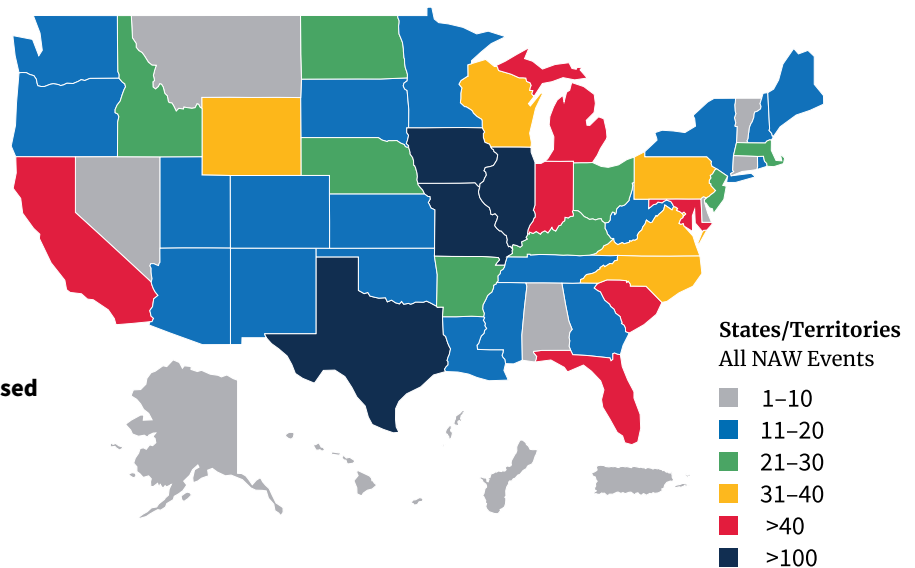 sed
States/Territories
All NAW Events
1–10
11–20
21–30
31–40
>40
>100